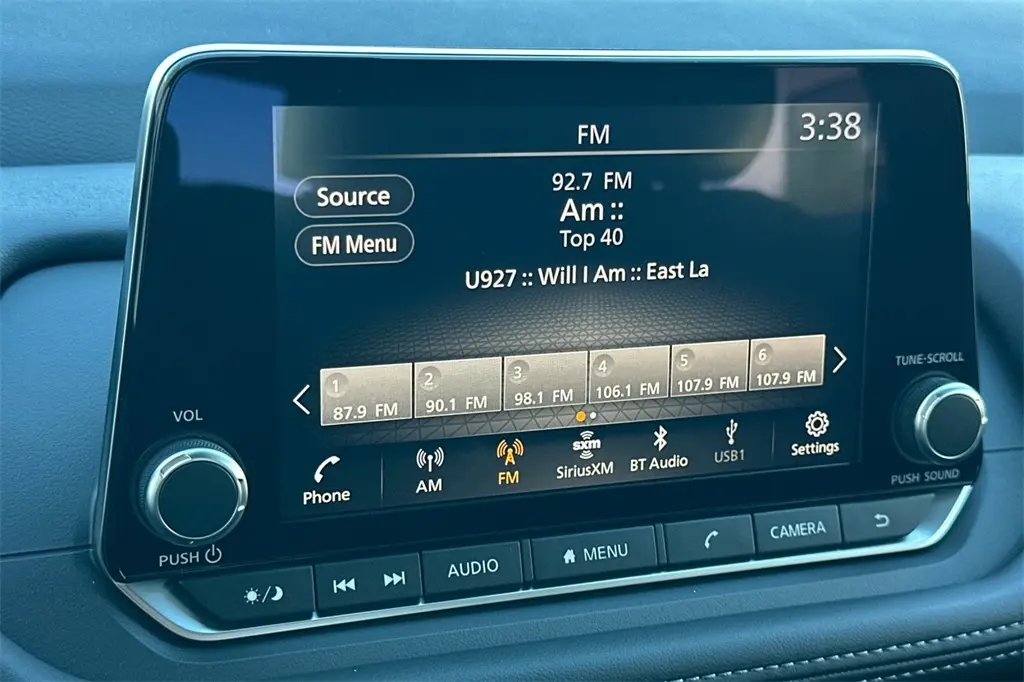 FM
3:38
Source
FM Menu
92.7 FM
Am ::
Top 40
U927 :: Will I Am :: East La
1
87.9 FM
2
90.1 FM
3
98.1 FM
4
106.1 FM
5
107.9 FM
6
107.9 FM
Phone
AM
FM
sxm
SiriusXM
BT Audio
USB1
Settings
VOL
PUSH
TUNE-SCROLL
PUSH SOUND
AUDIO
MENU
CAMERA